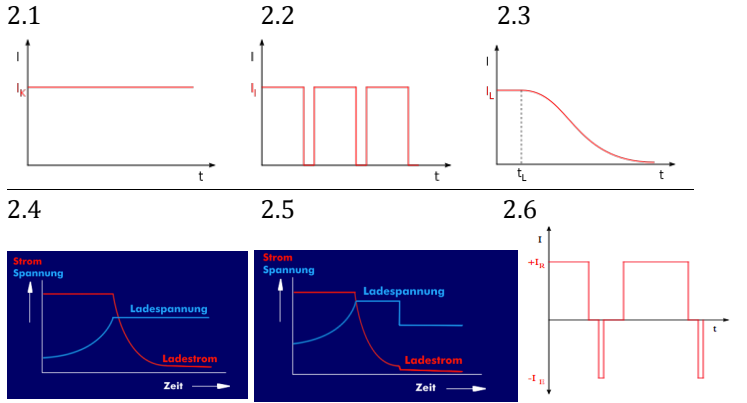 2.1
I
I_K
t
2.2
I
I_I
t
2.3
I
I_L
t_L
t
2.4
Strom
Spannung
Ladespannung
Ladestrom
Zeit
2.5
Strom
Spannung
Ladespannung
Ladestrom
Zeit
2.6
I
+I_R
t
-I_E